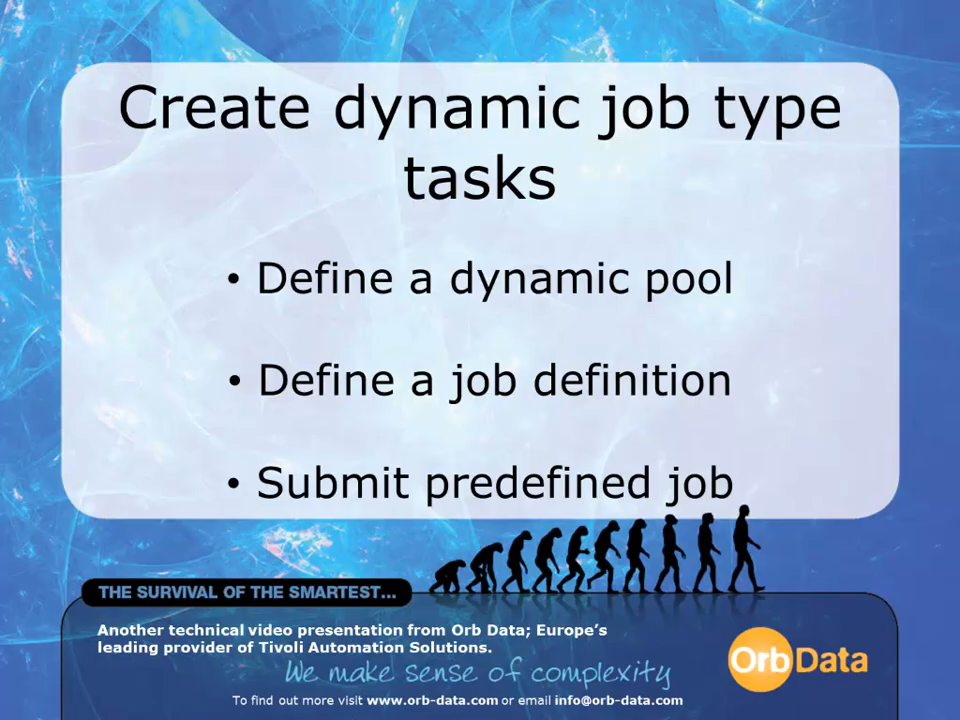 Create dynamic job type
tasks
• Define a dynamic pool
• Define a job definition
• Submit predefined job
THE SURVIVAL OF THE SMARTEST...
Another technical video presentation from Orb Data; Europe's
leading provider of Tivoli Automation Solutions.
We make sense of complexity
OrbData
To find out more visit www.orb-data.com or email info@orb-data.com